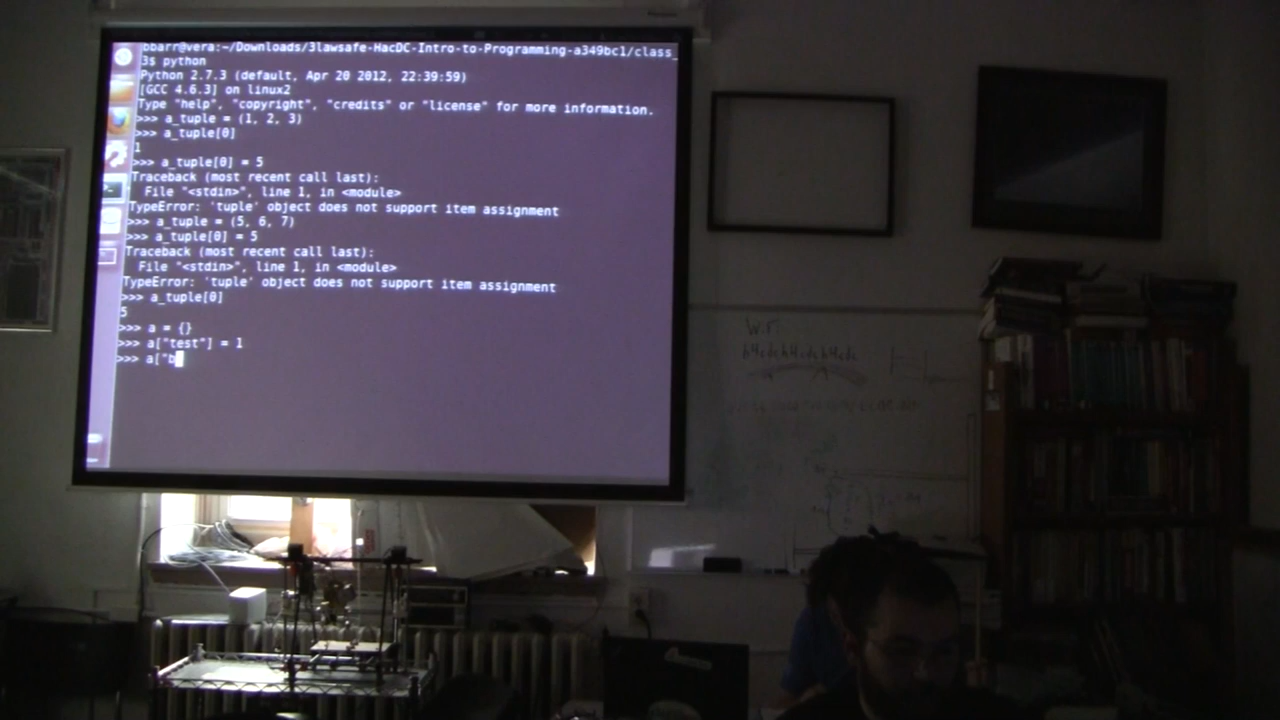 bbarr@vera:~/Downloads/3lawsafe-HacDC-Intro-to-Programming-a349bc1/class_
3$ python
Python 2.7.3 (default, Apr 20 2012, 22:39:59)
[GCC 4.6.3] on linux2
Type "help", "copyright", "credits" or "license" for more information.
>>> a_tuple = (1, 2, 3)
>>> a_tuple[0]
1
>>> a_tuple[0] = 5
Traceback (most recent call last):
  File "<stdin>", line 1, in <module>
TypeError: 'tuple' object does not support item assignment
>>> a_tuple = (5, 6, 7)
>>> a_tuple[0] = 5
Traceback (most recent call last):
  File "<stdin>", line 1, in <module>
TypeError: 'tuple' object does not support item assignment
>>> a_tuple[0]
5
>>> a = {}
>>> a["test"] = 1
>>> a["b
h4cdch4cdch4cdc